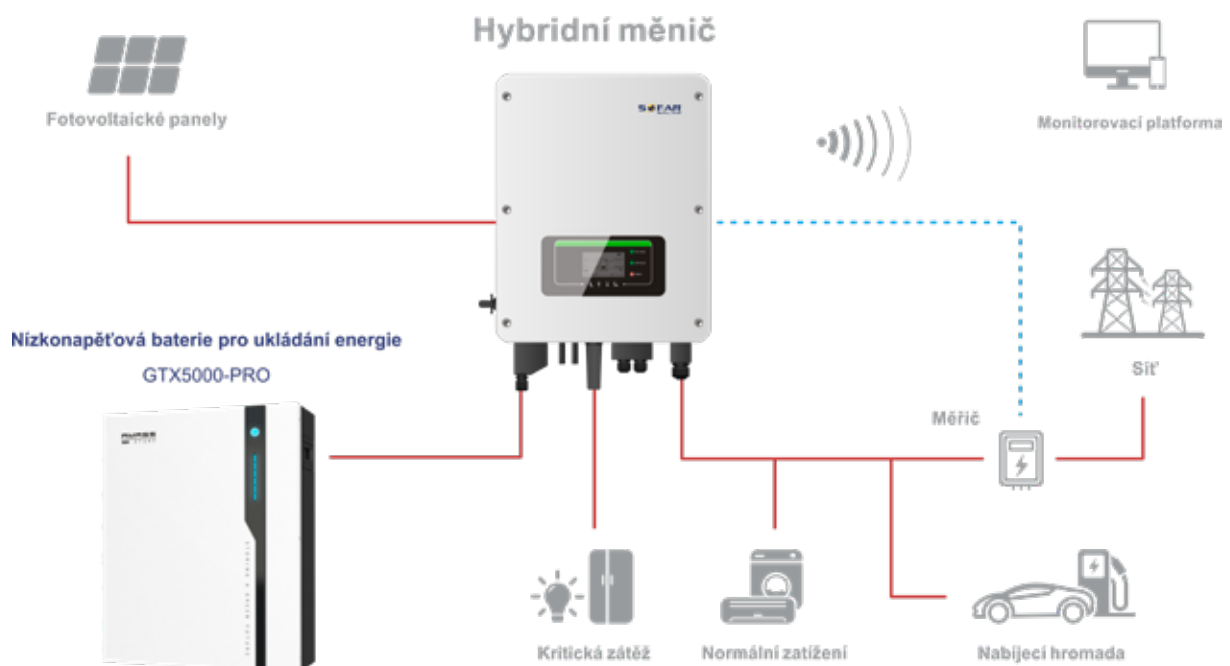 Hybridní měnič
SOFAR
Fotovoltaické panely
Monitorovací platforma
Nízkonapěťová baterie pro ukládání energie
GTX5000-PRO
Síť
Měřič
Kritická zátěž
Normální zatížení
Nabíjecí hromada